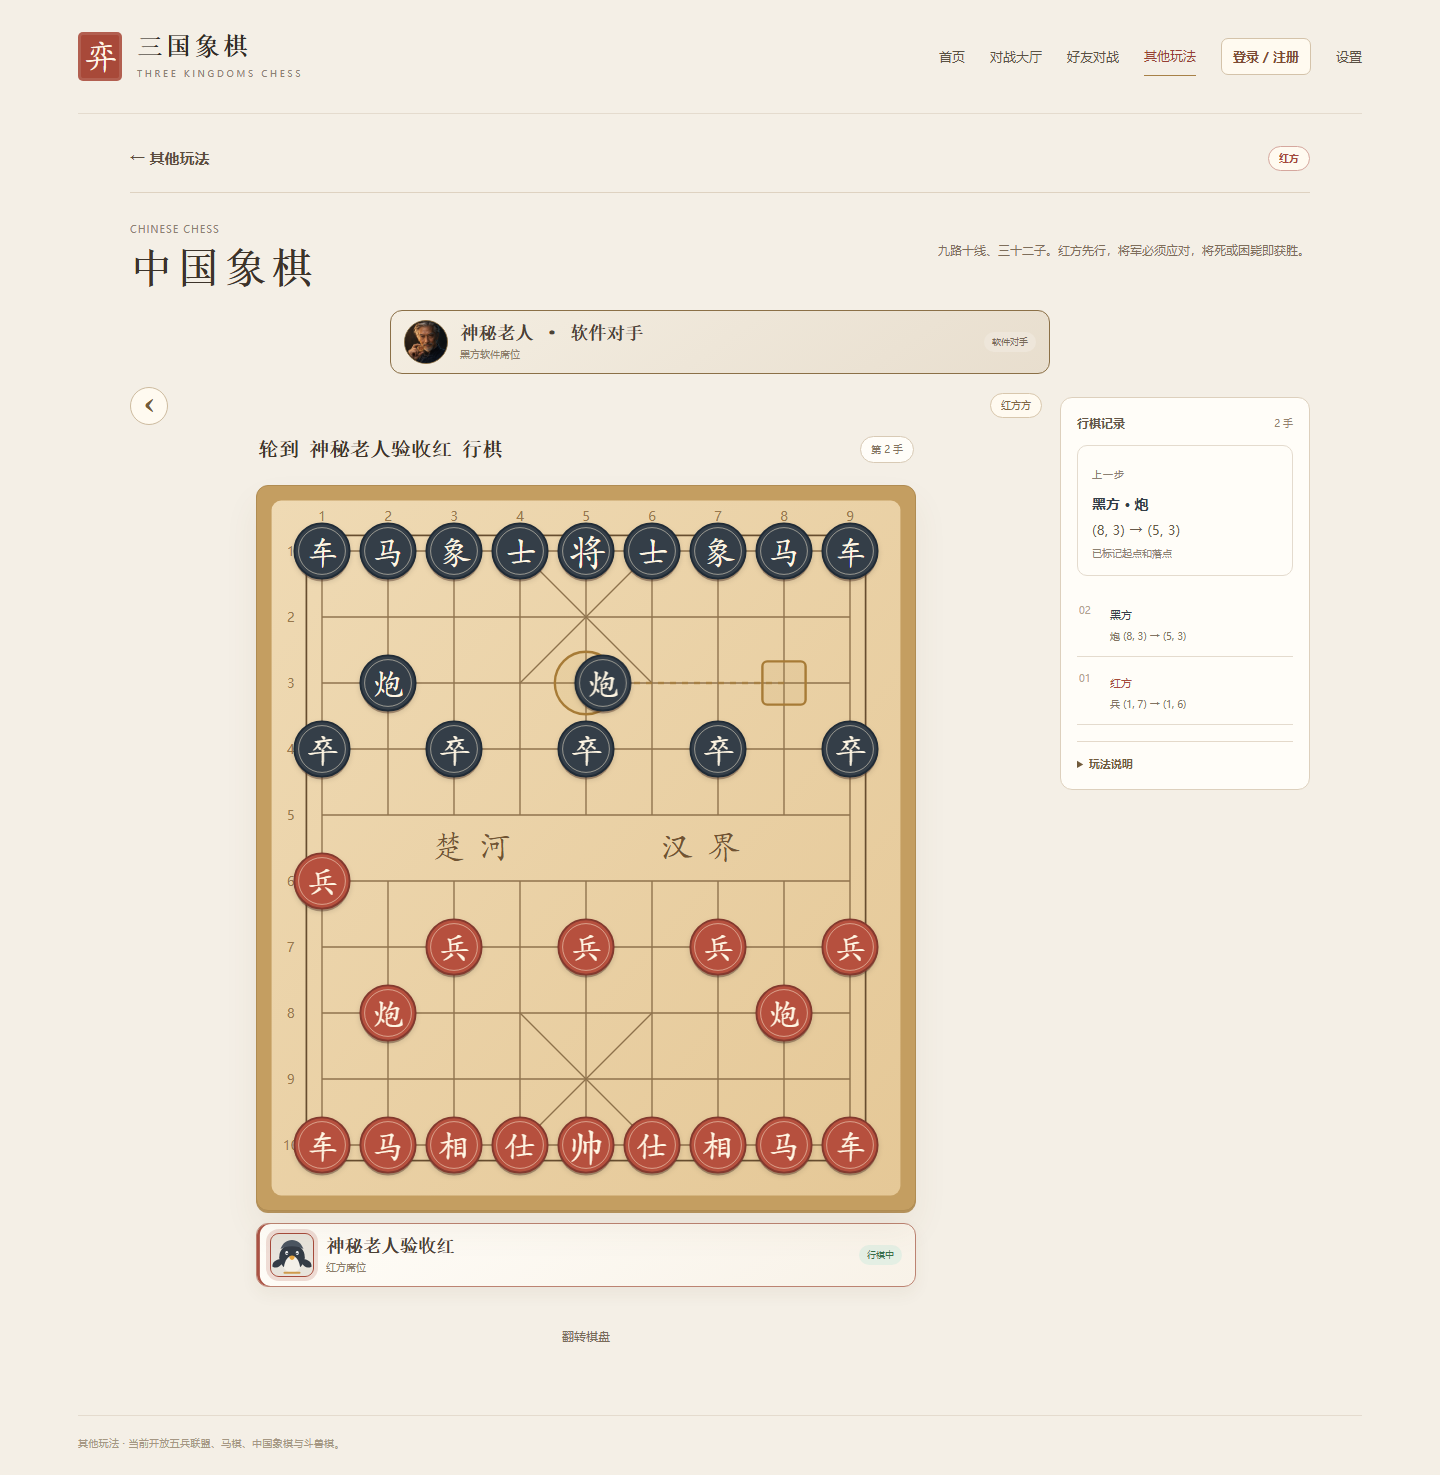 弈
三国象棋
THREE KINGDOMS CHESS
首页 对战大厅 好友对战 其他玩法 登录 / 注册 设置
← 其他玩法
红方
CHINESE CHESS
中国象棋
九路十线、三十二子。红方先行，将军必须应对，将死或困毙即获胜。
神秘老人 • 软件对手
黑方软件席位
软件对手
红方方
轮到 神秘老人验收红 行棋
第 2 手
1 2 3 4 5 6 7 8 9
1 车 马 象 士 将 士 象 马 车
2
3 炮 炮
4 卒 卒 卒 卒 卒
5
楚河 汉界
6 兵
7 兵 兵 兵 兵
8 炮 炮
9
10 车 马 相 仕 帅 仕 相 马 车
神秘老人验收红
红方席位
行棋中
翻转棋盘
行棋记录
2 手
上一步
黑方 • 炮
(8, 3) → (5, 3)
已标记起点和落点
02 黑方
炮 (8, 3) → (5, 3)
01 红方
兵 (1, 7) → (1, 6)
▶ 玩法说明
其他玩法 · 当前开放五兵联盟、马棋、中国象棋与斗兽棋。